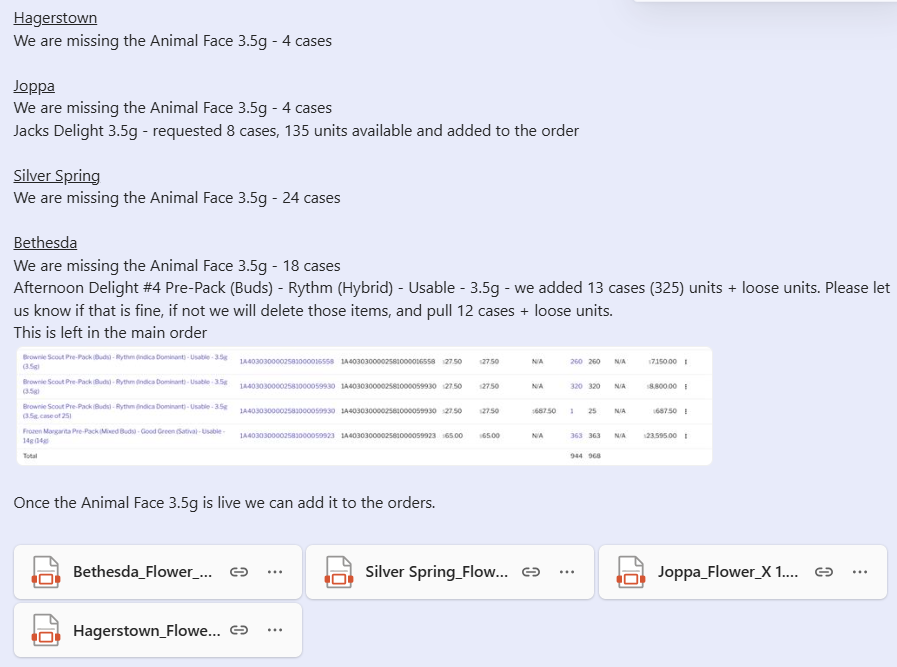 Hagerstown
We are missing the Animal Face 3.5g - 4 cases
Joppa
We are missing the Animal Face 3.5g - 4 cases
Jacks Delight 3.5g - requested 8 cases, 135 units available and added to the order
Silver Spring
We are missing the Animal Face 3.5g - 24 cases
Bethesda
We are missing the Animal Face 3.5g - 18 cases
Afternoon Delight #4 Pre-Pack (Buds) - Rythm (Hybrid) - Usable - 3.5g - we added 13 cases (325) units + loose units. Please let
us know if that is fine, if not we will delete those items, and pull 12 cases + loose units.
This is left in the main order
Brownie Scout Pre-Pack (Buds) - Rythm (Indica Dominant) - Usable - 3.5g
(3.5g) 1A4030300002581000016558 1A4030300002581000016558 $27.50 $27.50 N/A 260 260 N/A $7,150.00
Brownie Scout Pre-Pack (Buds) - Rythm (Indica Dominant) - Usable - 3.5g
(3.5g) 1A4030300002581000059930 1A4030300002581000059930 $27.50 $27.50 N/A 320 320 N/A $8,800.00
Brownie Scout Pre-Pack (Buds) - Rythm (Indica Dominant) - Usable - 3.5g
(3.5g, case of 25) 1A4030300002581000059930 1A4030300002581000059930 $27.50 $27.50 $687.50 1 25 N/A $687.50
Frozen Margarita Pre-Pack (Mixed Buds) - Good Green (Sativa) - Usable -
14g (14g) 1A4030300002581000059923 1A4030300002581000059923 $65.00 $65.00 N/A 363 363 N/A $23,595.00
Total 944 968
Once the Animal Face 3.5g is live we can add it to the orders.
Bethesda_Flower_... Silver Spring_Flow... Joppa_Flower_X 1....
Hagerstown_Flowe...